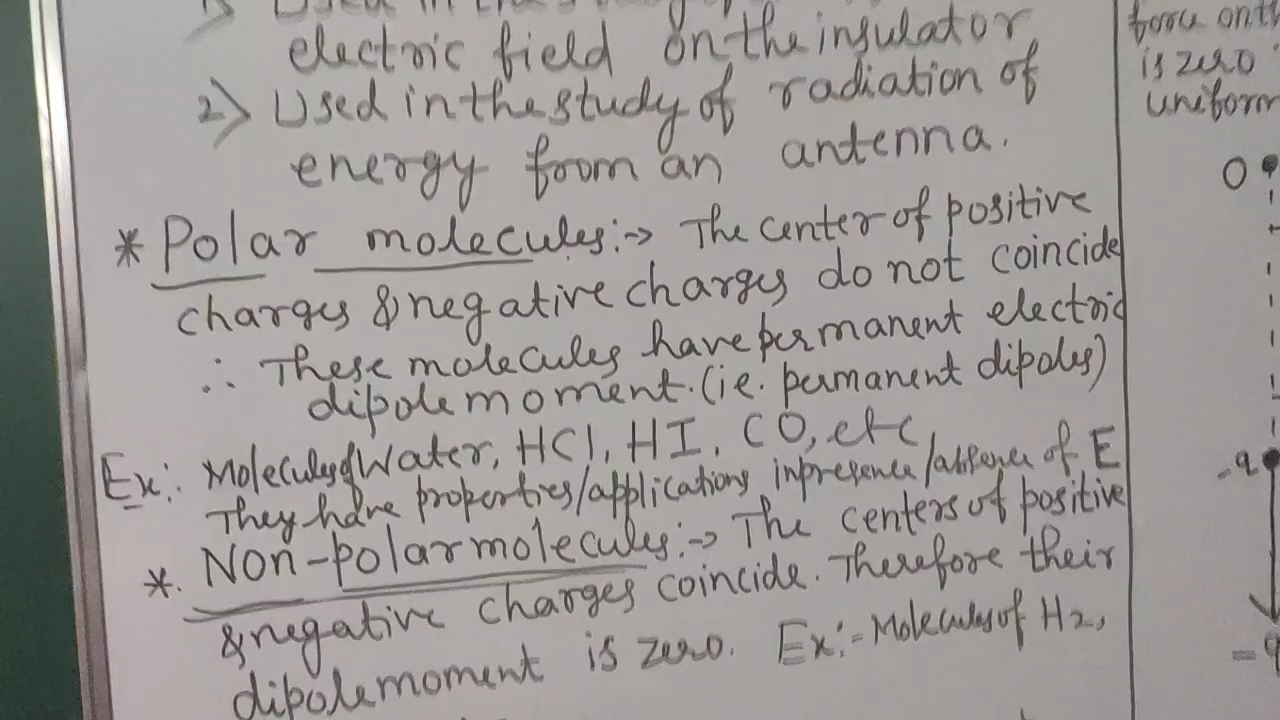 electric field on the insulator
2) Used in the study of radiation of
energy from an antenna.
* Polar molecules :→ The center of positive
charges & negative charges do not coincide
∴ These molecules have permanent electric
dipole moment. (ie. permanent dipoles)
Ex: Molecules of Water, HCl, HI, CO, etc
They have properties/applications in presence/absence of E
*. Non-polar molecules :→ The centers of positive
& negative charges coincide. Therefore their
dipole moment is zero. Ex:- Molecules of H2,
force on
is zero
uniform
0
-q
-q